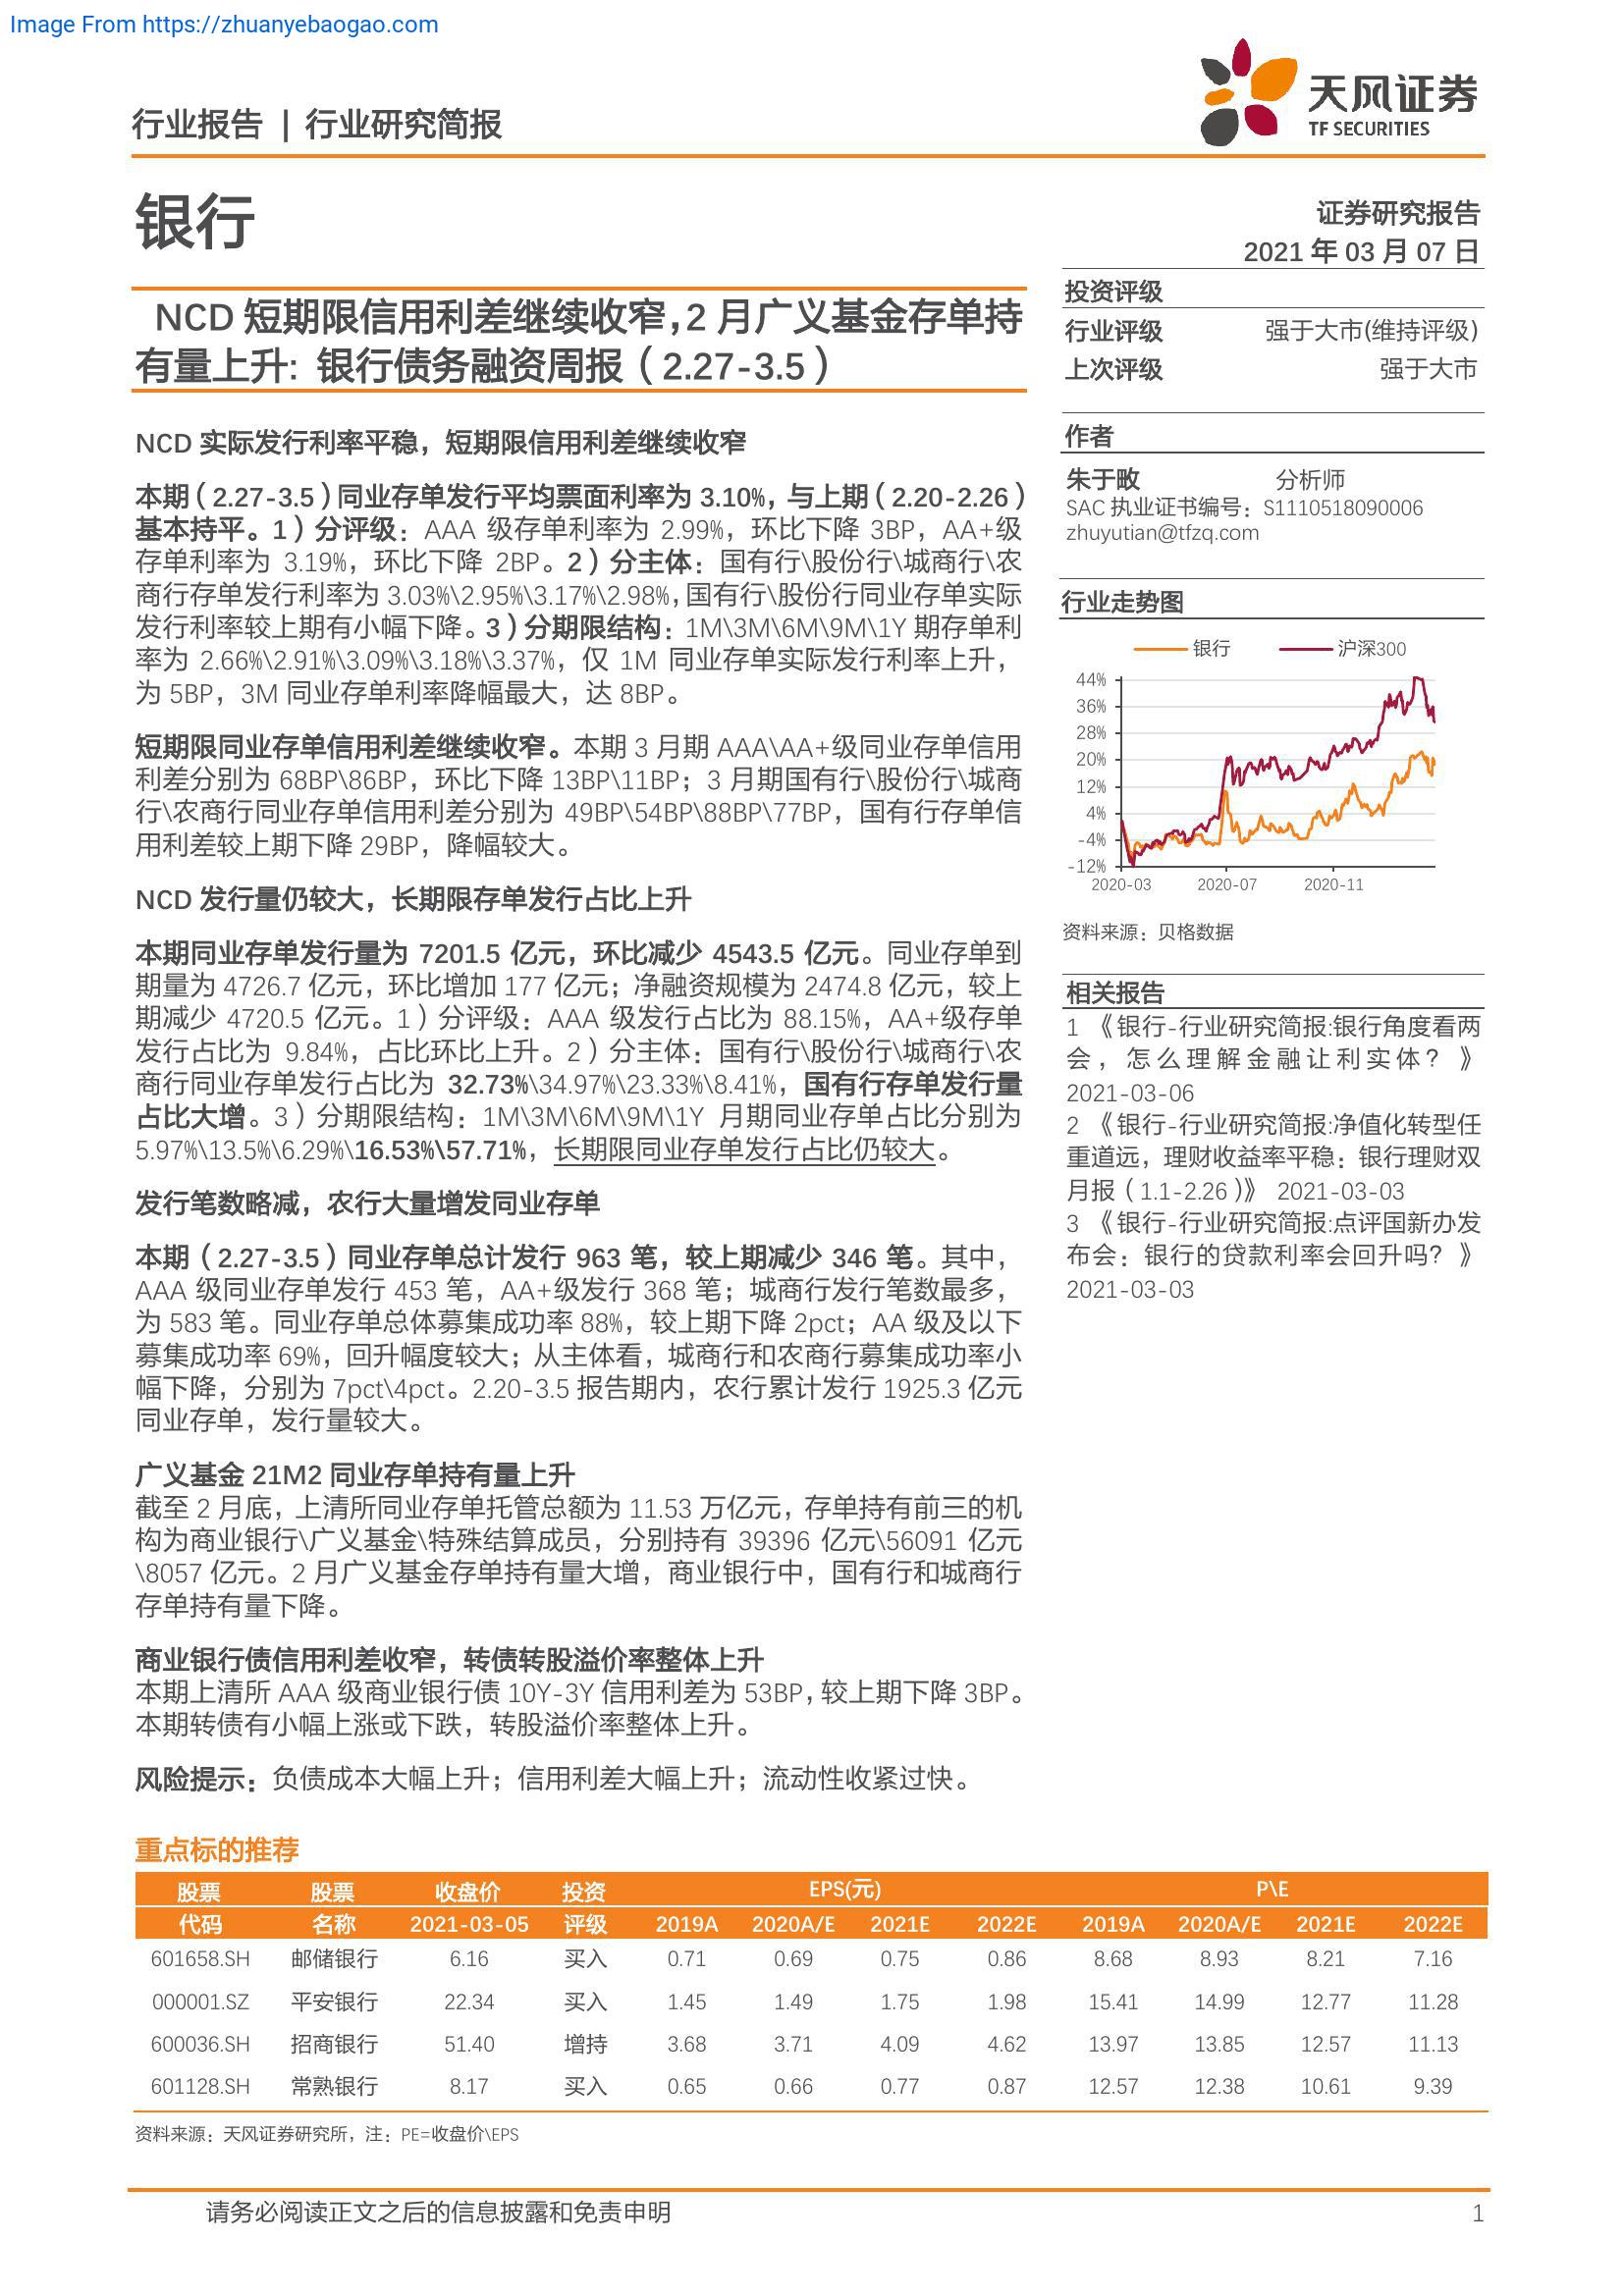 Image From https://zhuanyebaogao.com
行业报告 | 行业研究简报
天风证券
TF SECURITIES
银行
证券研究报告
2021 年 03 月 07 日
NCD 短期限信用利差继续收窄，2 月广义基金存单持
有量上升：银行债务融资周报（2.27-3.5）
NCD 实际发行利率平稳，短期限信用利差继续收窄
本期（2.27-3.5）同业存单发行平均票面利率为 3.10%，与上期（2.20-2.26）
基本持平。1）分评级：AAA 级存单利率为 2.99%，环比下降 3BP，AA+级
存单利率为 3.19%，环比下降 2BP。2）分主体：国有行\股份行\城商行\农
商行存单发行利率为 3.03%\2.95%\3.17%\2.98%，国有行\股份行同业存单实际
发行利率较上期有小幅下降。3）分期限结构：1M\3M\6M\9M\1Y 期存单利
率为 2.66%\2.91%\3.09%\3.18%\3.37%，仅 1M 同业存单实际发行利率上升，
为 5BP，3M 同业存单利率降幅最大，达 8BP。
短期限同业存单信用利差继续收窄。本期 3 月期 AAA\AA+级同业存单信用
利差分别为 68BP\86BP，环比下降 13BP\11BP；3 月期国有行\股份行\城商
行\农商行同业存单信用利差分别为 49BP\54BP\88BP\77BP，国有行存单信
用利差较上期下降 29BP，降幅较大。
NCD 发行量仍较大，长期限存单发行占比上升
本期同业存单发行量为 7201.5 亿元，环比减少 4543.5 亿元。同业存单到
期量为 4726.7 亿元，环比增加 177 亿元；净融资规模为 2474.8 亿元，较上
期减少 4720.5 亿元。1）分评级：AAA 级发行占比为 88.15%，AA+级存单
发行占比为 9.84%，占比环比上升。2）分主体：国有行\股份行\城商行\农
商行同业存单发行占比为 32.73%\34.97%\23.33%\8.41%，国有行存单发行量
占比大增。3）分期限结构：1M\3M\6M\9M\1Y 月期同业存单占比分别为
5.97%\13.5%\6.29%\16.53%\57.71%，长期限同业存单发行占比仍较大。
发行笔数略减，农行大量增发同业存单
本期（2.27-3.5）同业存单总计发行 963 笔，较上期减少 346 笔。其中，
AAA 级同业存单发行 453 笔，AA+级发行 368 笔；城商行发行笔数最多，
为 583 笔。同业存单总体募集成功率 88%，较上期下降 2pct；AA 级及以下
募集成功率 69%，回升幅度较大；从主体看，城商行和农商行募集成功率小
幅下降，分别为 7pct\4pct。2.20-3.5 报告期内，农行累计发行 1925.3 亿元
同业存单，发行量较大。
广义基金 21M2 同业存单持有量上升
截至 2 月底，上清所同业存单托管总额为 11.53 万亿元，存单持有前三的机
构为商业银行\广义基金\特殊结算成员，分别持有 39396 亿元\56091 亿元
\8057 亿元。2 月广义基金存单持有量大增，商业银行中，国有行和城商行
存单持有量下降。
商业银行债信用利差收窄，转债转股溢价率整体上升
本期上清所 AAA 级商业银行债 10Y-3Y 信用利差为 53BP，较上期下降 3BP。
本期转债有小幅上涨或下跌，转股溢价率整体上升。
风险提示：负债成本大幅上升；信用利差大幅上升；流动性收紧过快。
投资评级
行业评级 强于大市(维持评级)
上次评级 强于大市
作者
朱于畋 分析师
SAC 执业证书编号：S1110518090006
zhuyutian@tfzq.com
行业走势图
银行 沪深300
44%
36%
28%
20%
12%
4%
-4%
-12%
2020-03 2020-07 2020-11
资料来源：贝格数据
相关报告
1 《银行-行业研究简报:银行角度看两
会，怎么理解金融让利实体？》
2021-03-06
2 《银行-行业研究简报:净值化转型任
重道远，理财收益率平稳：银行理财双
月报（1.1-2.26）》 2021-03-03
3 《银行-行业研究简报:点评国新办发
布会：银行的贷款利率会回升吗？》
2021-03-03
重点标的推荐
股票 股票 收盘价 投资 EPS(元) P\E
代码 名称 2021-03-05 评级 2019A 2020A/E 2021E 2022E 2019A 2020A/E 2021E 2022E
601658.SH 邮储银行 6.16 买入 0.71 0.69 0.75 0.86 8.68 8.93 8.21 7.16
000001.SZ 平安银行 22.34 买入 1.45 1.49 1.75 1.98 15.41 14.99 12.77 11.28
600036.SH 招商银行 51.40 增持 3.68 3.71 4.09 4.62 13.97 13.85 12.57 11.13
601128.SH 常熟银行 8.17 买入 0.65 0.66 0.77 0.87 12.57 12.38 10.61 9.39
资料来源：天风证券研究所，注：PE=收盘价\EPS
请务必阅读正文之后的信息披露和免责申明 1